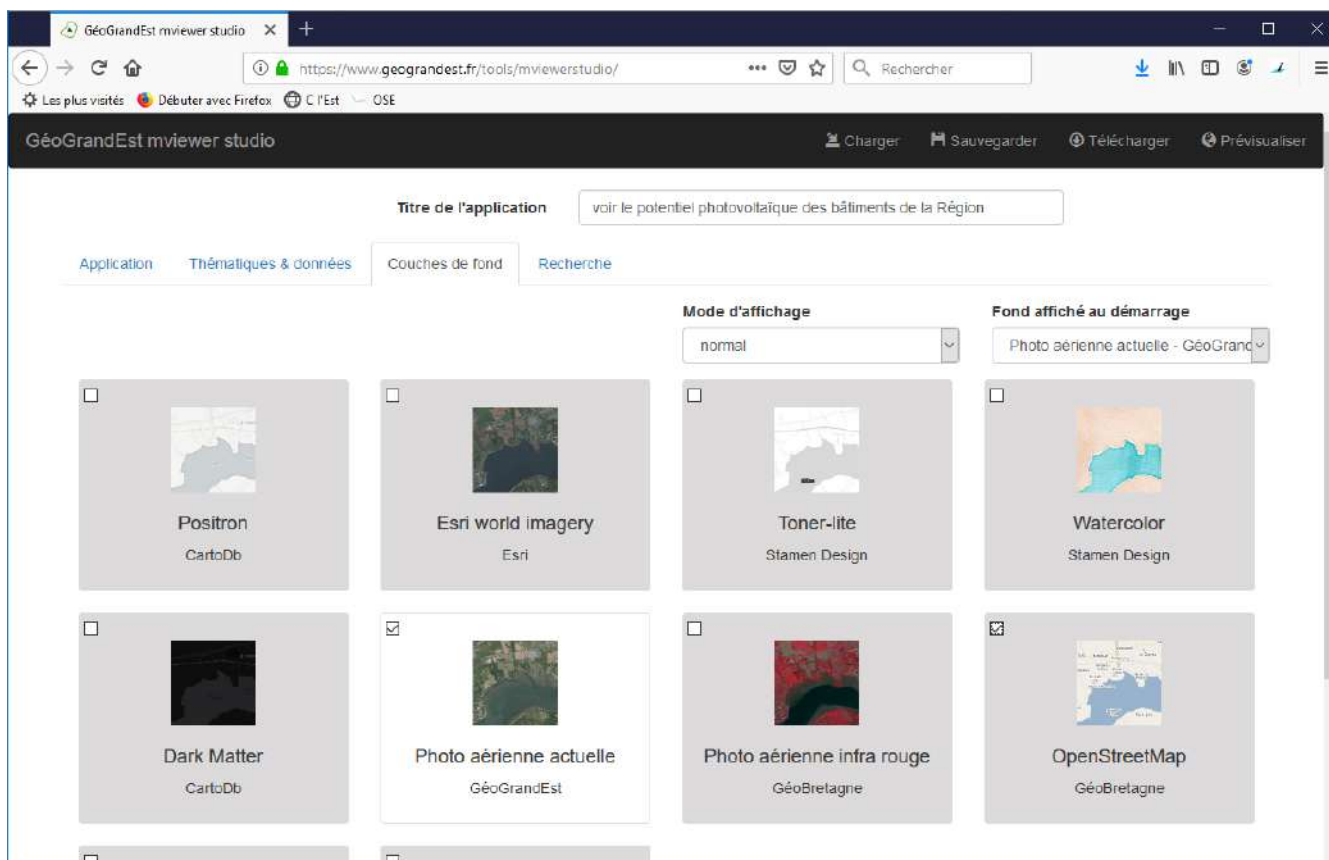 GéoGrandEst mviewer studio
https://www.geograndest.fr/tools/mviewerstudio/
Rechercher
Les plus visités Débuter avec Firefox C l'Est OSE
GéoGrandEst mviewer studio Charger Sauvegarder Télécharger Prévisualiser
Titre de l'application voir le potentiel photovoltaïque des bâtiments de la Région
Application Thématiques & données Couches de fond Recherche
Mode d'affichage Fond affiché au démarrage
normal Photo aérienne actuelle - GéoGrand
Positron Esri world imagery Toner-lite Watercolor
CartoDb Esri Stamen Design Stamen Design
Dark Matter Photo aérienne actuelle Photo aérienne infra rouge OpenStreetMap
CartoDb GéoGrandEst GéoBretagne GéoBretagne